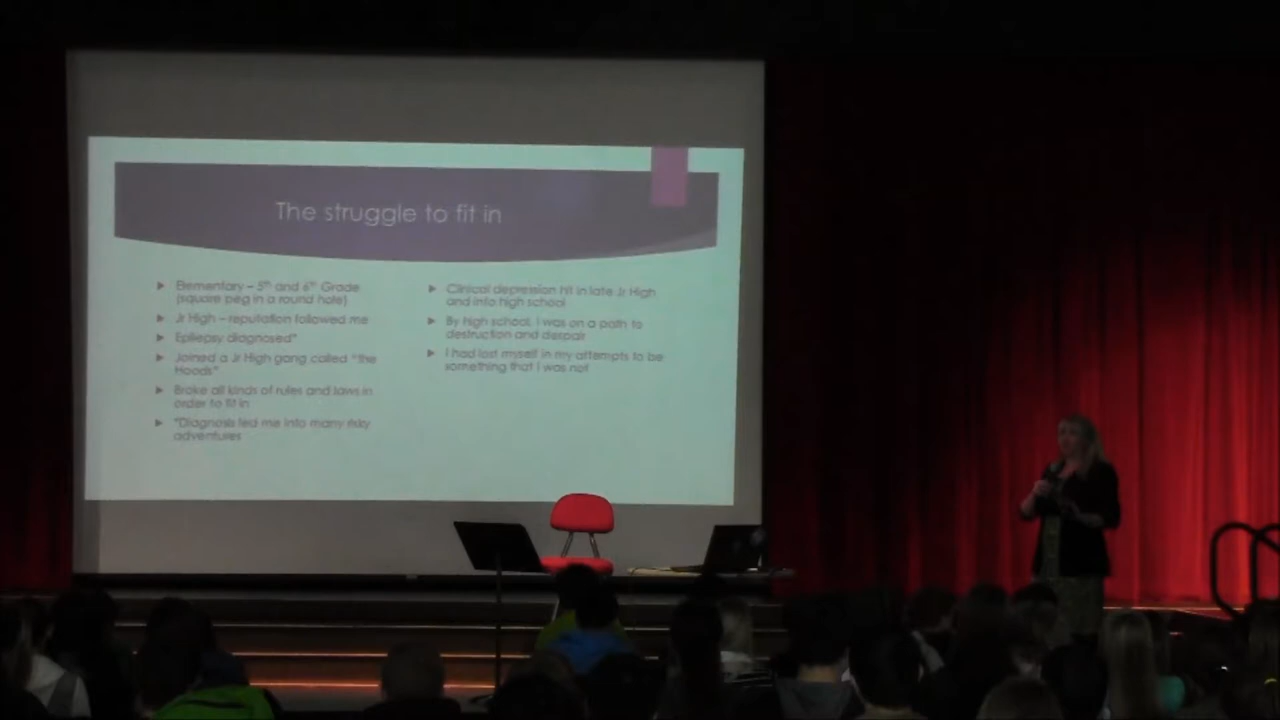 The struggle to fit in
Elementary – 5th and 6th Grade
(square peg in a round hole)
Jr High – reputation followed me
Epilepsy diagnosed*
Joined a Jr High gang called "the
Hoods"
Broke all kinds of rules and laws in
order to fit in
*Diagnosis led me into many risky
adventures
Clinical depression hit in late Jr High
and into high school
By high school, I was on a path to
destruction and despair
I had lost myself in my attempts to be
something that I was not